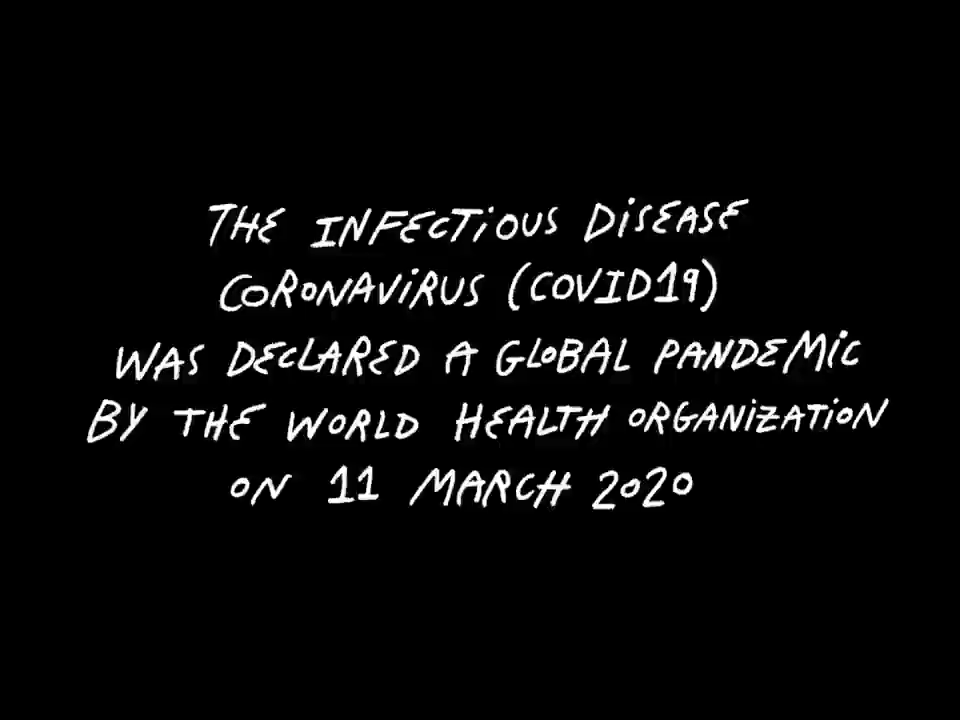 THE INFECTIOUS DISEASE
CORONAVIRUS (COVID19)
WAS DECLARED A GLOBAL PANDEMIC
BY THE WORLD HEALTH ORGANIZATION
ON 11 MARCH 2020